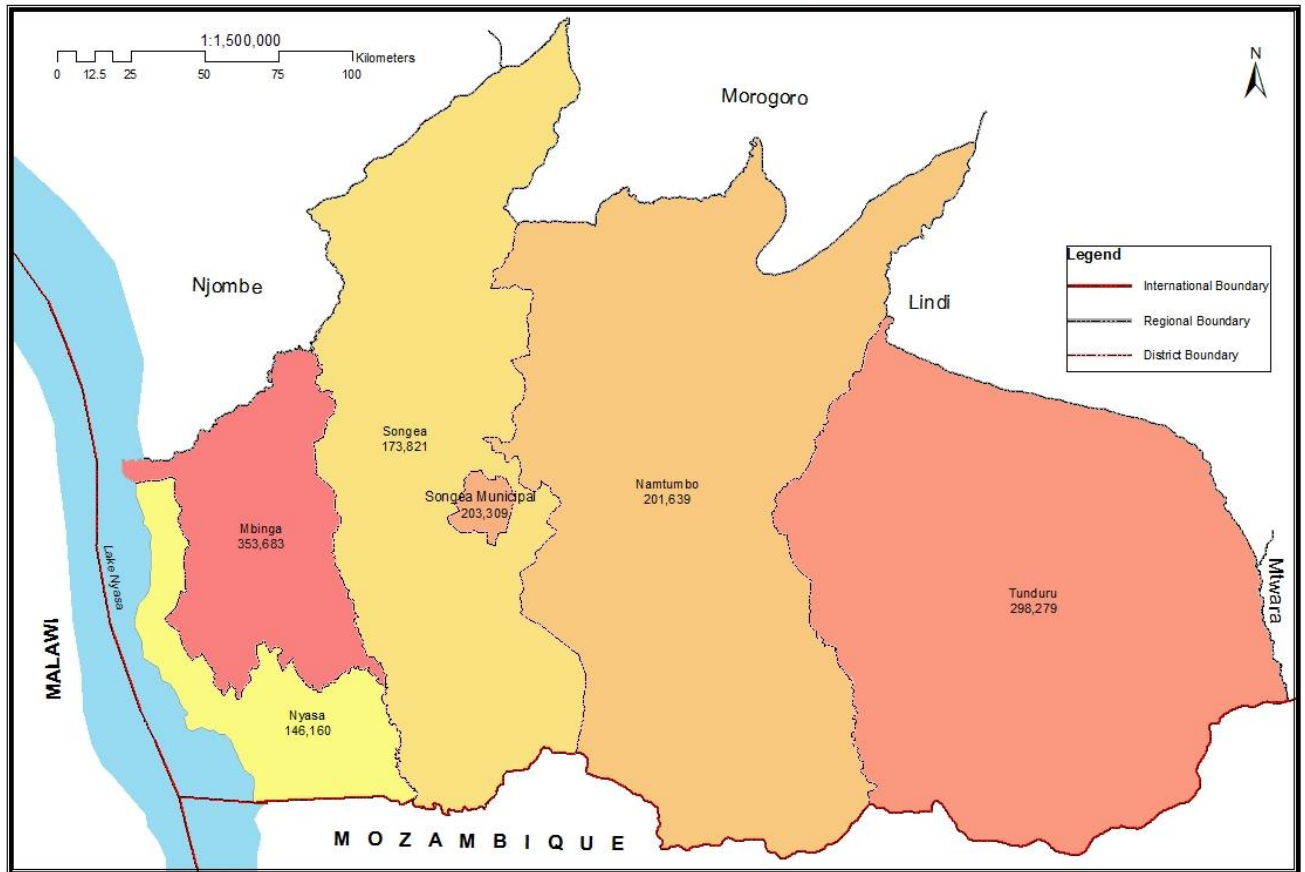 1:1,500,000
Kilometers
0 12.5 25 50 75 100
N
Morogoro
Njombe
Lindi
Legend
International Boundary
Regional Boundary
District Boundary
Songea
173,821
Songea Municipal
203,309
Namtumbo
201,639
Mbinga
353,683
Lake Nyasa
Tunduru
298,279
Mtwara
MALAWI
Nyasa
146,160
MOZAMBIQUE